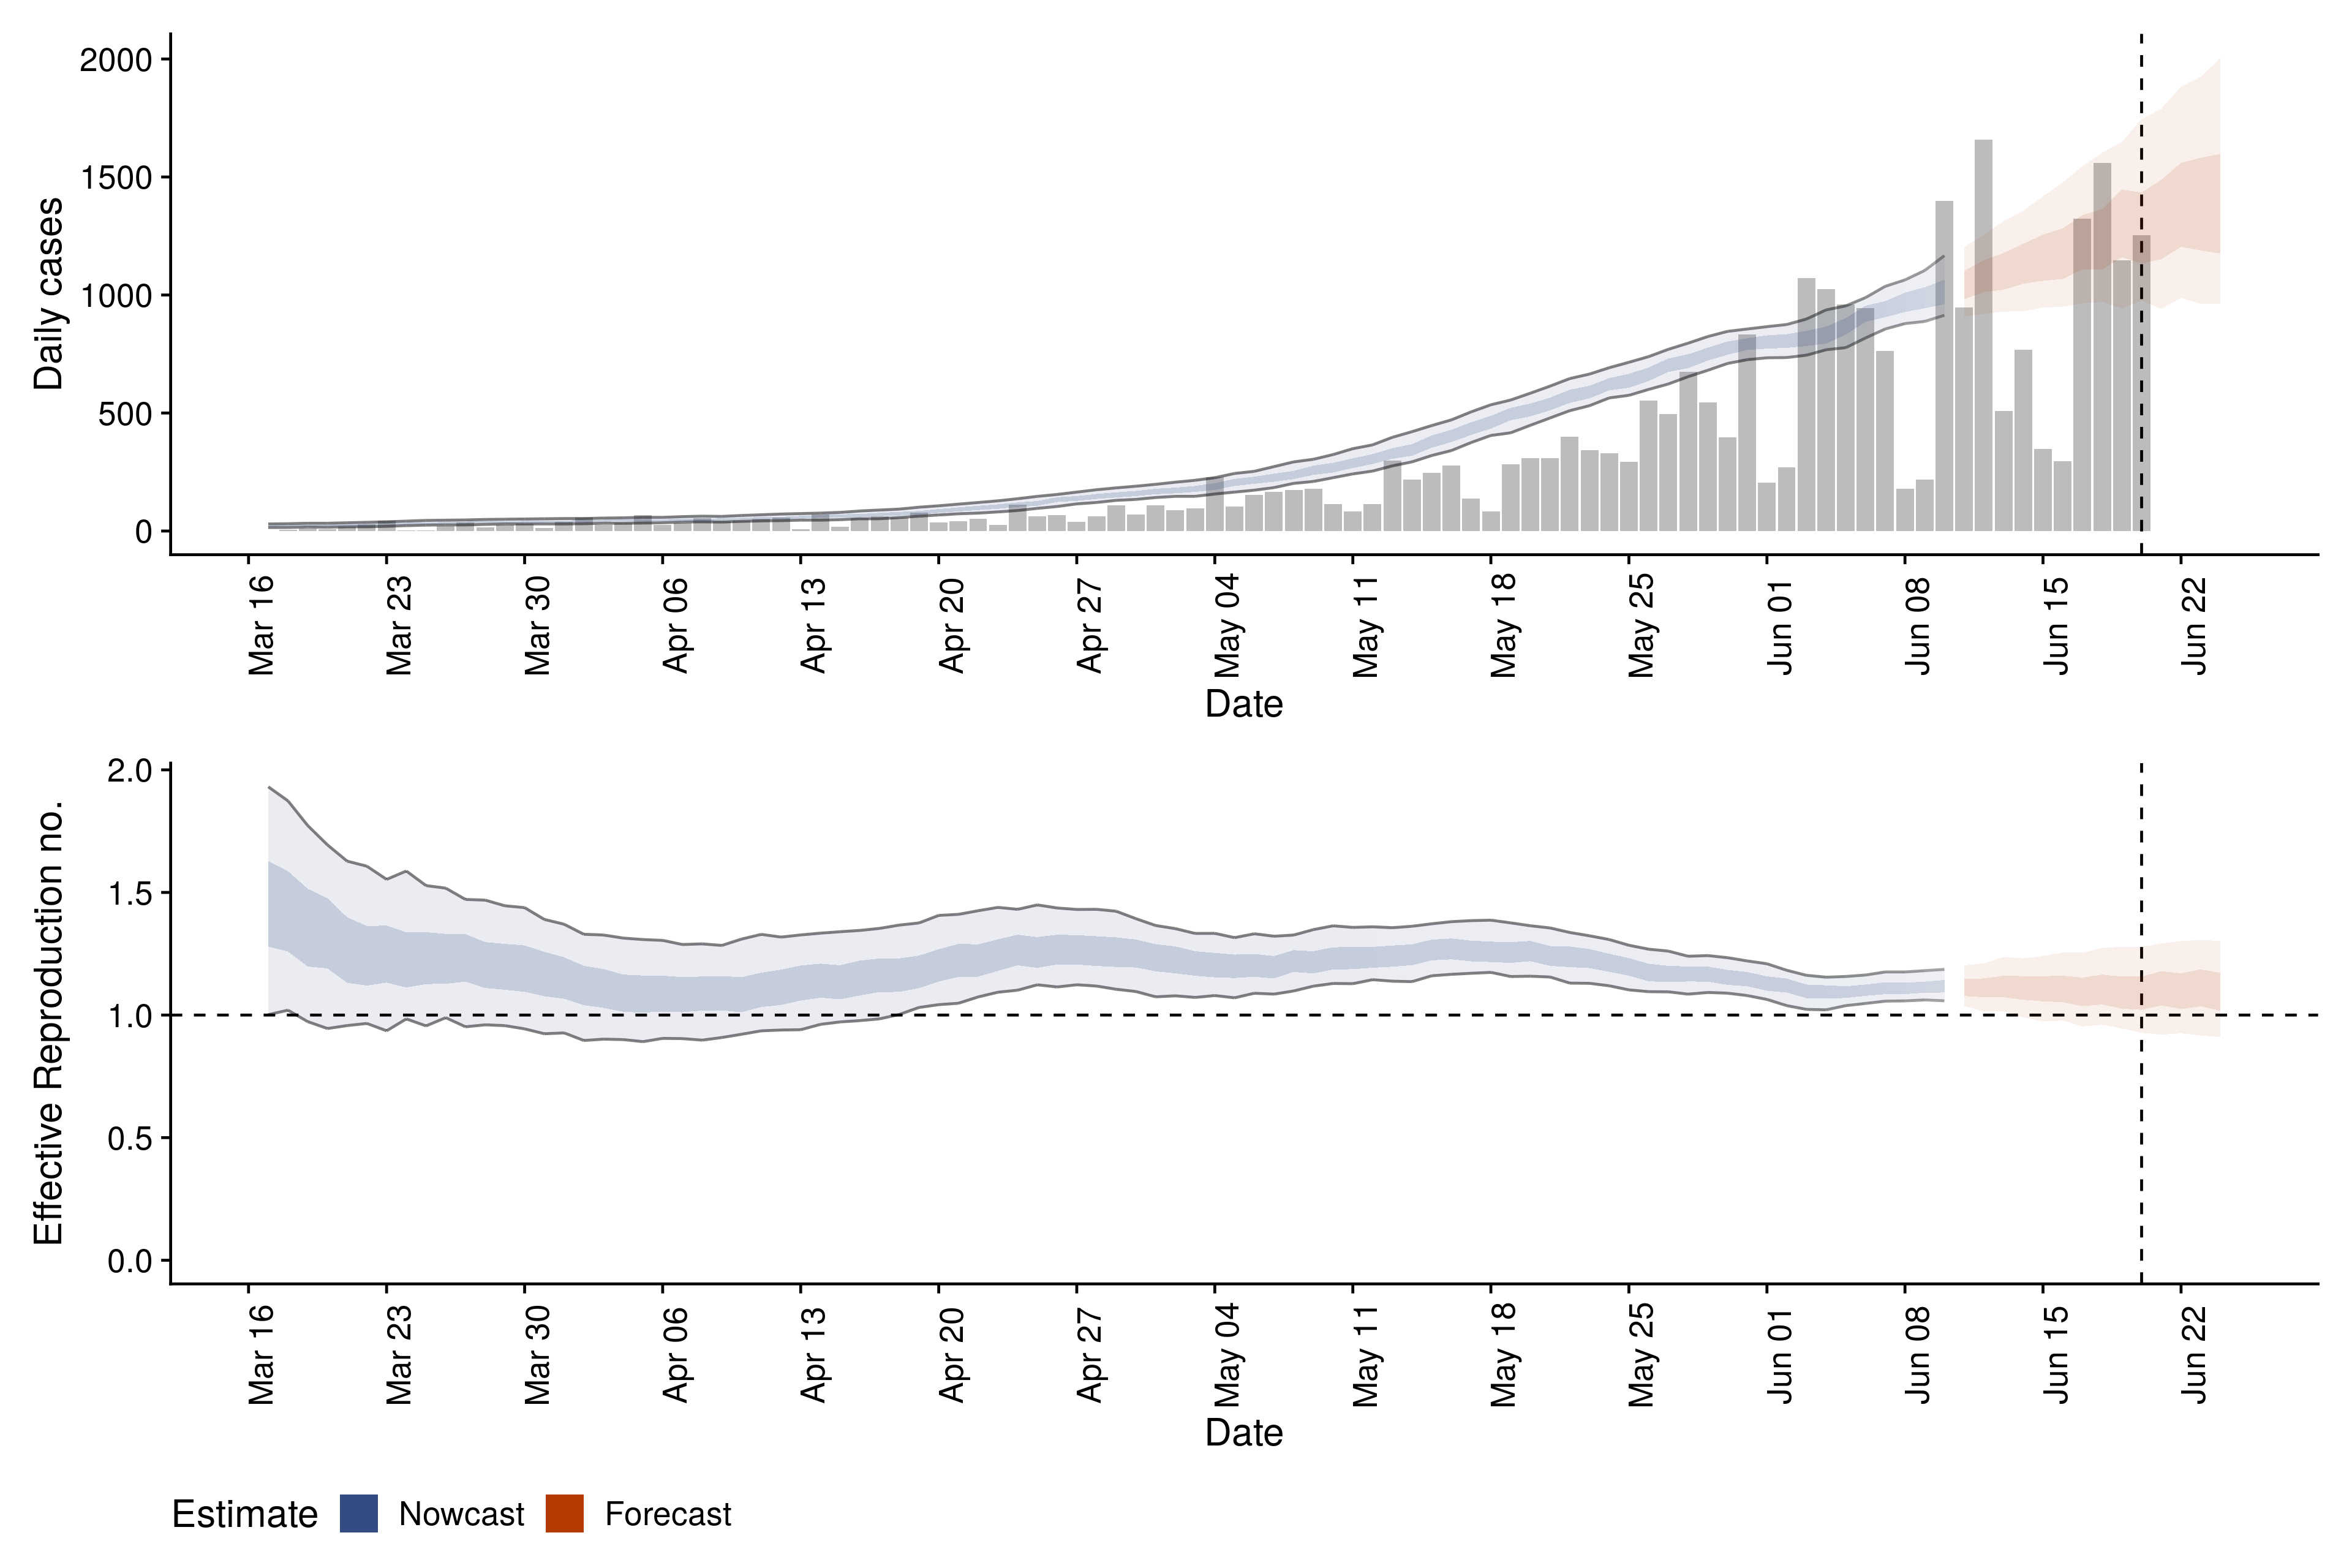 Daily cases
2000
1500
1000
500
0
Mar 16
Mar 23
Mar 30
Apr 06
Apr 13
Apr 20
Apr 27
May 04
May 11
May 18
May 25
Jun 01
Jun 08
Jun 15
Jun 22
Date
Effective Reproduction no.
2.0
1.5
1.0
0.5
0.0
Mar 16
Mar 23
Mar 30
Apr 06
Apr 13
Apr 20
Apr 27
May 04
May 11
May 18
May 25
Jun 01
Jun 08
Jun 15
Jun 22
Date
Estimate Nowcast Forecast